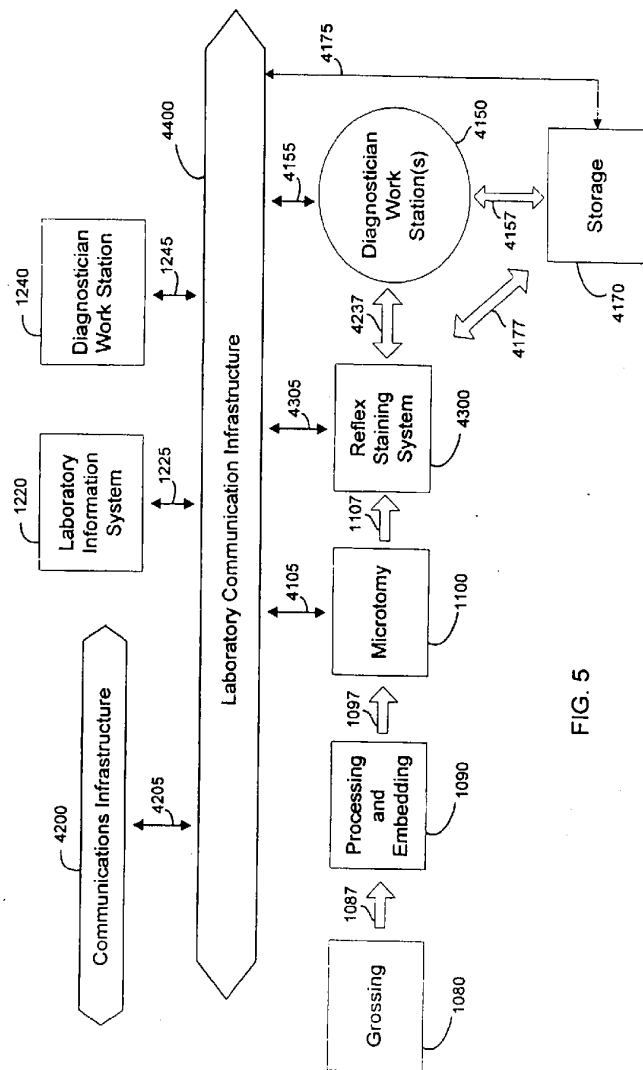 4200
Communications Infrastructure
4205
1220
Laboratory
Information
System
1225
1240
Diagnostician
Work Station
1245
4400
Laboratory Communication Infrastructure
4105
4305
4155
4175
Grossing
1080
1087
Processing
and
Embedding
1090
1097
Microtomy
1100
1107
Reflex
Staining
System
4300
4237
Diagnostician
Work
Station(s)
4150
4157
4177
Storage
4170
FIG. 5